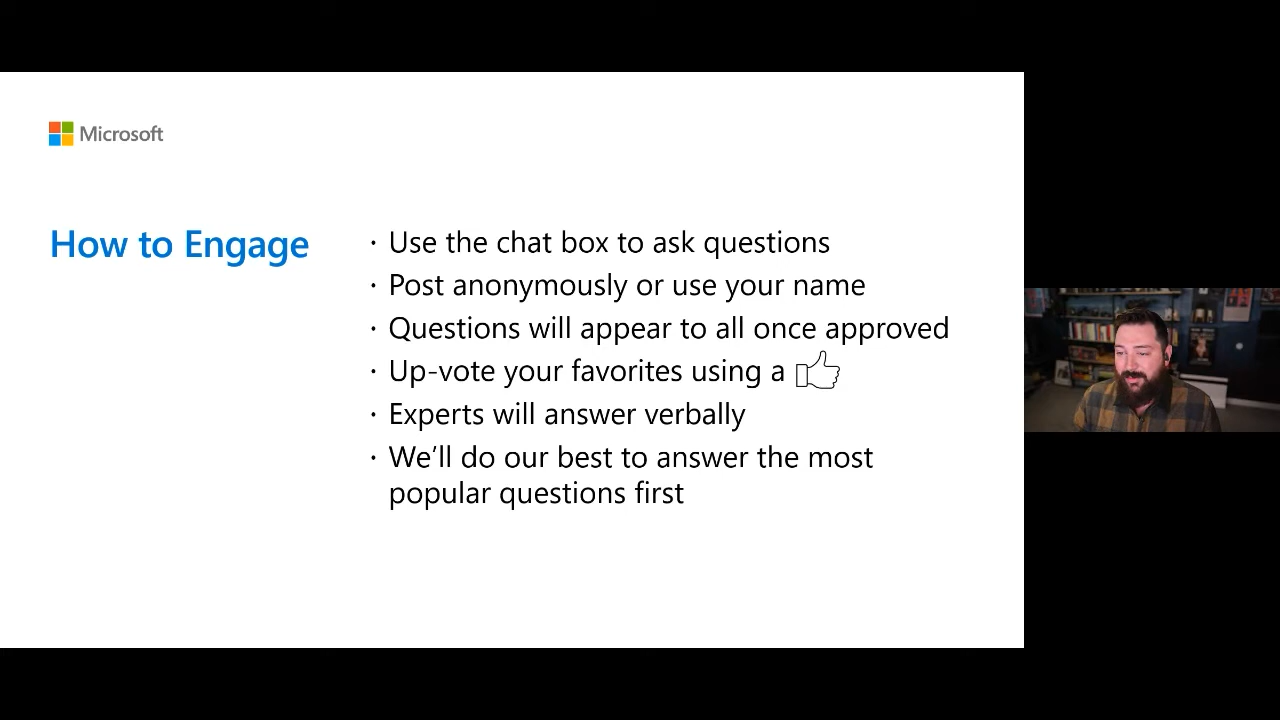 Microsoft
How to Engage
· Use the chat box to ask questions
· Post anonymously or use your name
· Questions will appear to all once approved
· Up-vote your favorites using a
· Experts will answer verbally
· We'll do our best to answer the most
popular questions first